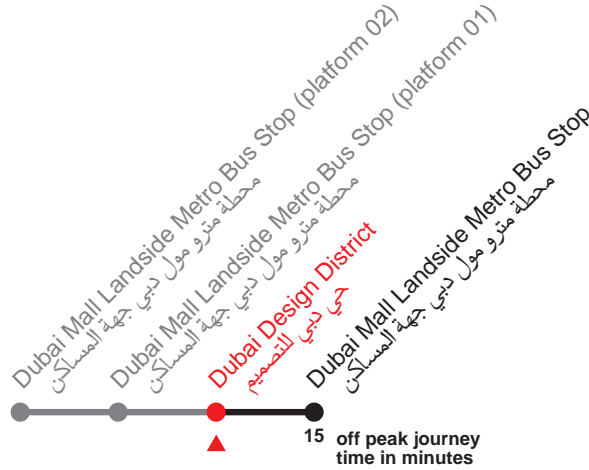 Dubai Mall Landside Metro Bus Stop (platform 02)
محطة مترو مول دبي جهة المساكن
Dubai Mall Landside Metro Bus Stop (platform 01)
محطة مترو مول دبي جهة المساكن
Dubai Design District
حي دبي للتصميم
Dubai Mall Landside Metro Bus Stop
محطة مترو مول دبي جهة المساكن
15
off peak journey
time in minutes